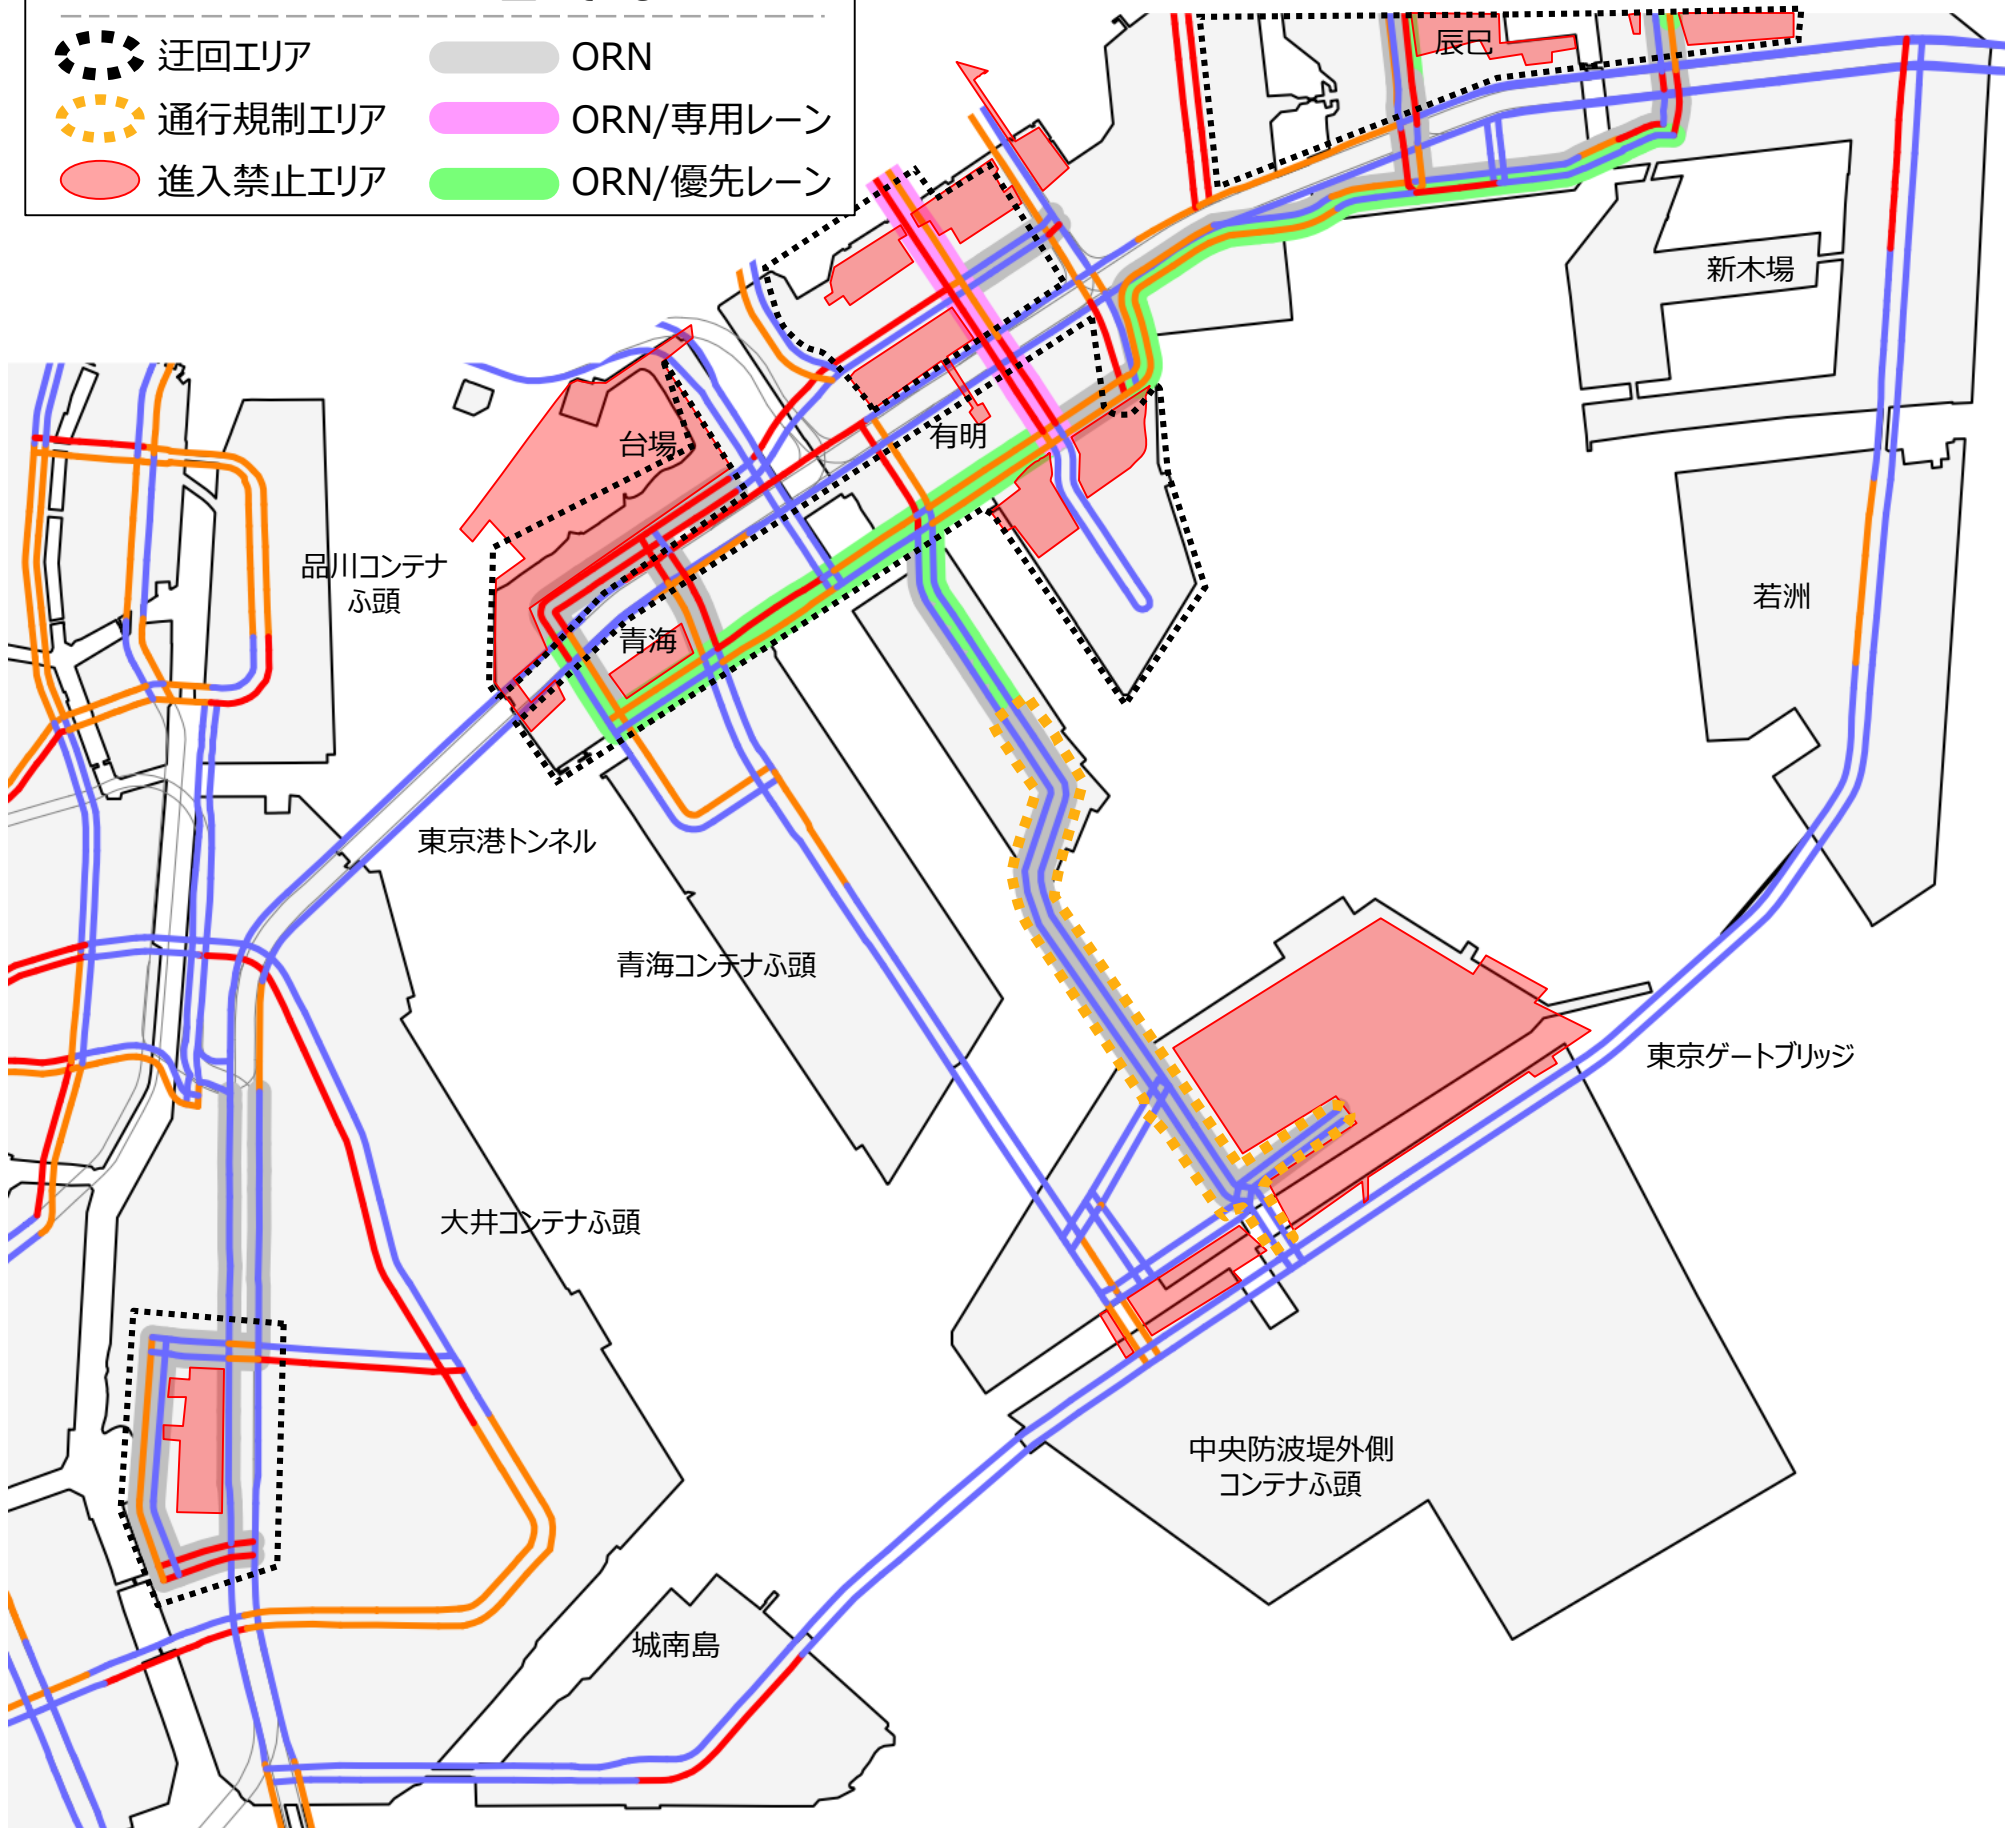 迂回エリア
ORN
通行規制エリア
ORN/専用レーン
進入禁止エリア
ORN/優先レーン
辰巳
新木場
台場
有明
品川コンテナ
ふ頭
若洲
青海
東京港トンネル
青海コンテナふ頭
東京ゲートブリッジ
大井コンテナふ頭
中央防波堤外側
コンテナふ頭
城南島